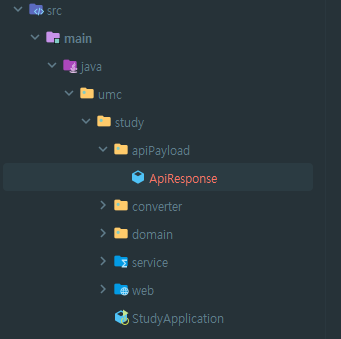 src
main
java
umc
study
apiPayload
ApiResponse
converter
domain
service
web
StudyApplication